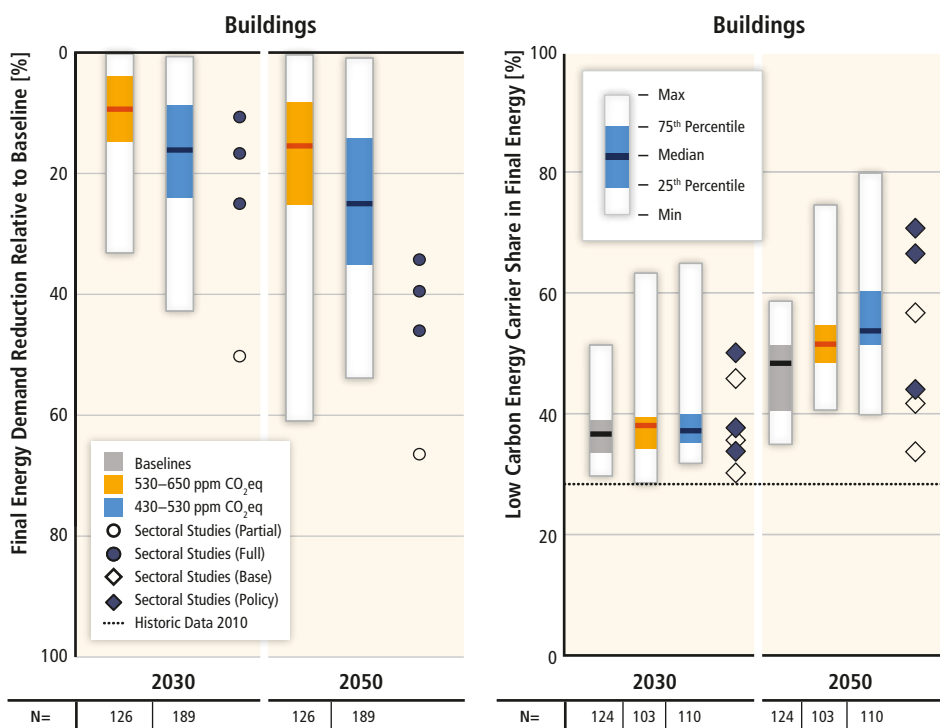 Buildings
Final Energy Demand Reduction Relative to Baseline [%]
0
20
40
60
80
100
Baselines
530–650 ppm CO2eq
430–530 ppm CO2eq
Sectoral Studies (Partial)
Sectoral Studies (Full)
Sectoral Studies (Base)
Sectoral Studies (Policy)
Historic Data 2010
2030 2050
N= 126 189 126 189
Buildings
Low Carbon Energy Carrier Share in Final Energy [%]
100
80
60
40
20
0
Max
75th Percentile
Median
25th Percentile
Min
2030 2050
N= 124 103 110 124 103 110